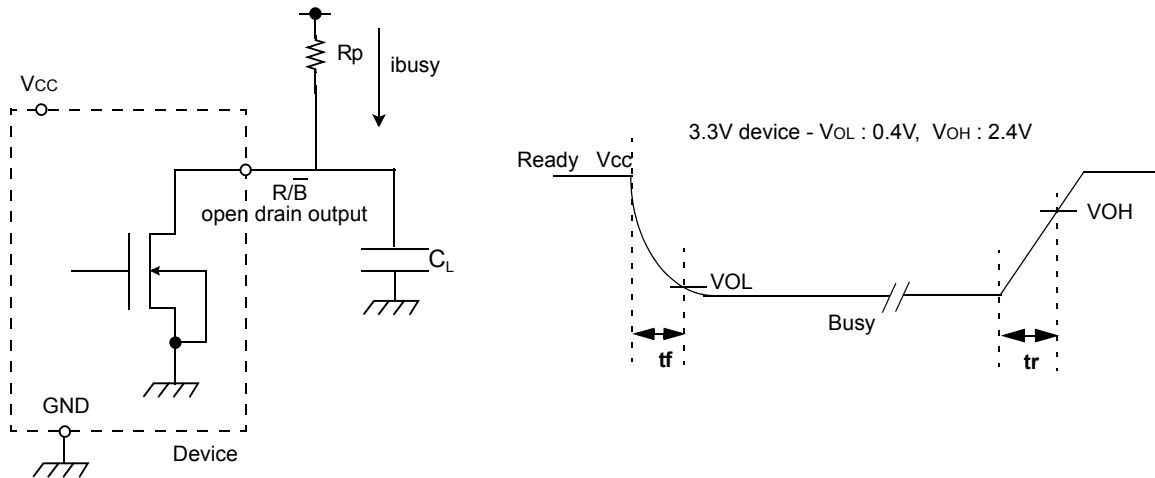 Rp
ibusy
VCC
3.3V device - VOL : 0.4V, VOH : 2.4V
Ready Vcc
R/B̅
open drain output
VOH
CL
VOL
Busy
tf
tr
GND
Device